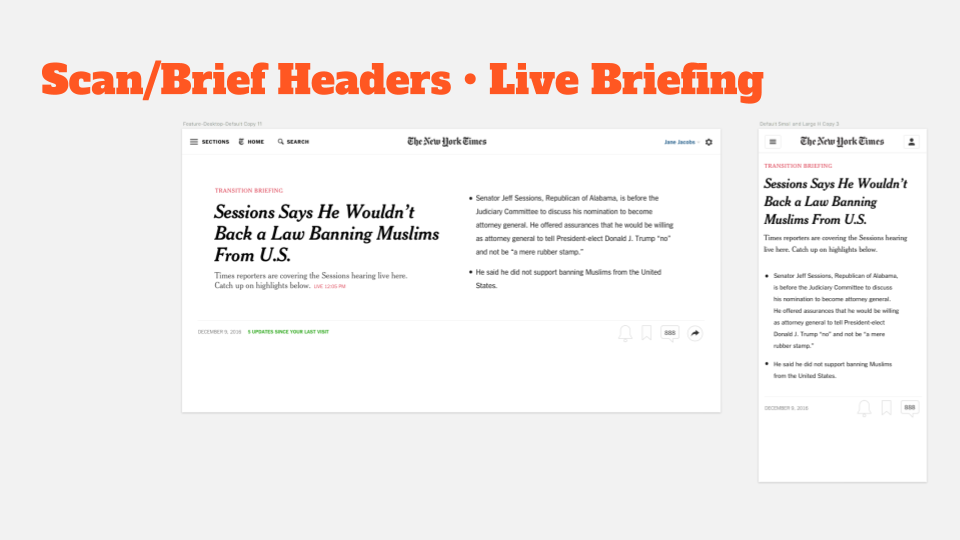 Scan/Brief Headers • Live Briefing
Feature-Desktop-Default Copy 11
SECTIONS HOME SEARCH
The New York Times
Jane Jacobs
TRANSITION BRIEFING
Sessions Says He Wouldn't
Back a Law Banning Muslims
From U.S.
Times reporters are covering the Sessions hearing live here.
Catch up on highlights below. LIVE 12:05 PM
• Senator Jeff Sessions, Republican of Alabama, is before the
Judiciary Committee to discuss his nomination to become
attorney general. He offered assurances that he would be willing
as attorney general to tell President-elect Donald J. Trump "no"
and not be "a mere rubber stamp."
• He said he did not support banning Muslims from the United
States.
DECEMBER 9, 2016 5 UPDATES SINCE YOUR LAST VISIT
888
The New York Times
TRANSITION BRIEFING
Sessions Says He Wouldn't
Back a Law Banning
Muslims From U.S.
Times reporters are covering the Sessions hearing
live here. Catch up on highlights below.
• Senator Jeff Sessions, Republican of Alabama,
is before the Judiciary Committee to discuss
his nomination to become attorney general.
He offered assurances that he would be willing
as attorney general to tell President-elect
Donald J. Trump "no" and not be "a mere
rubber stamp."
• He said he did not support banning Muslims
from the United States.
DECEMBER 9, 2016
888